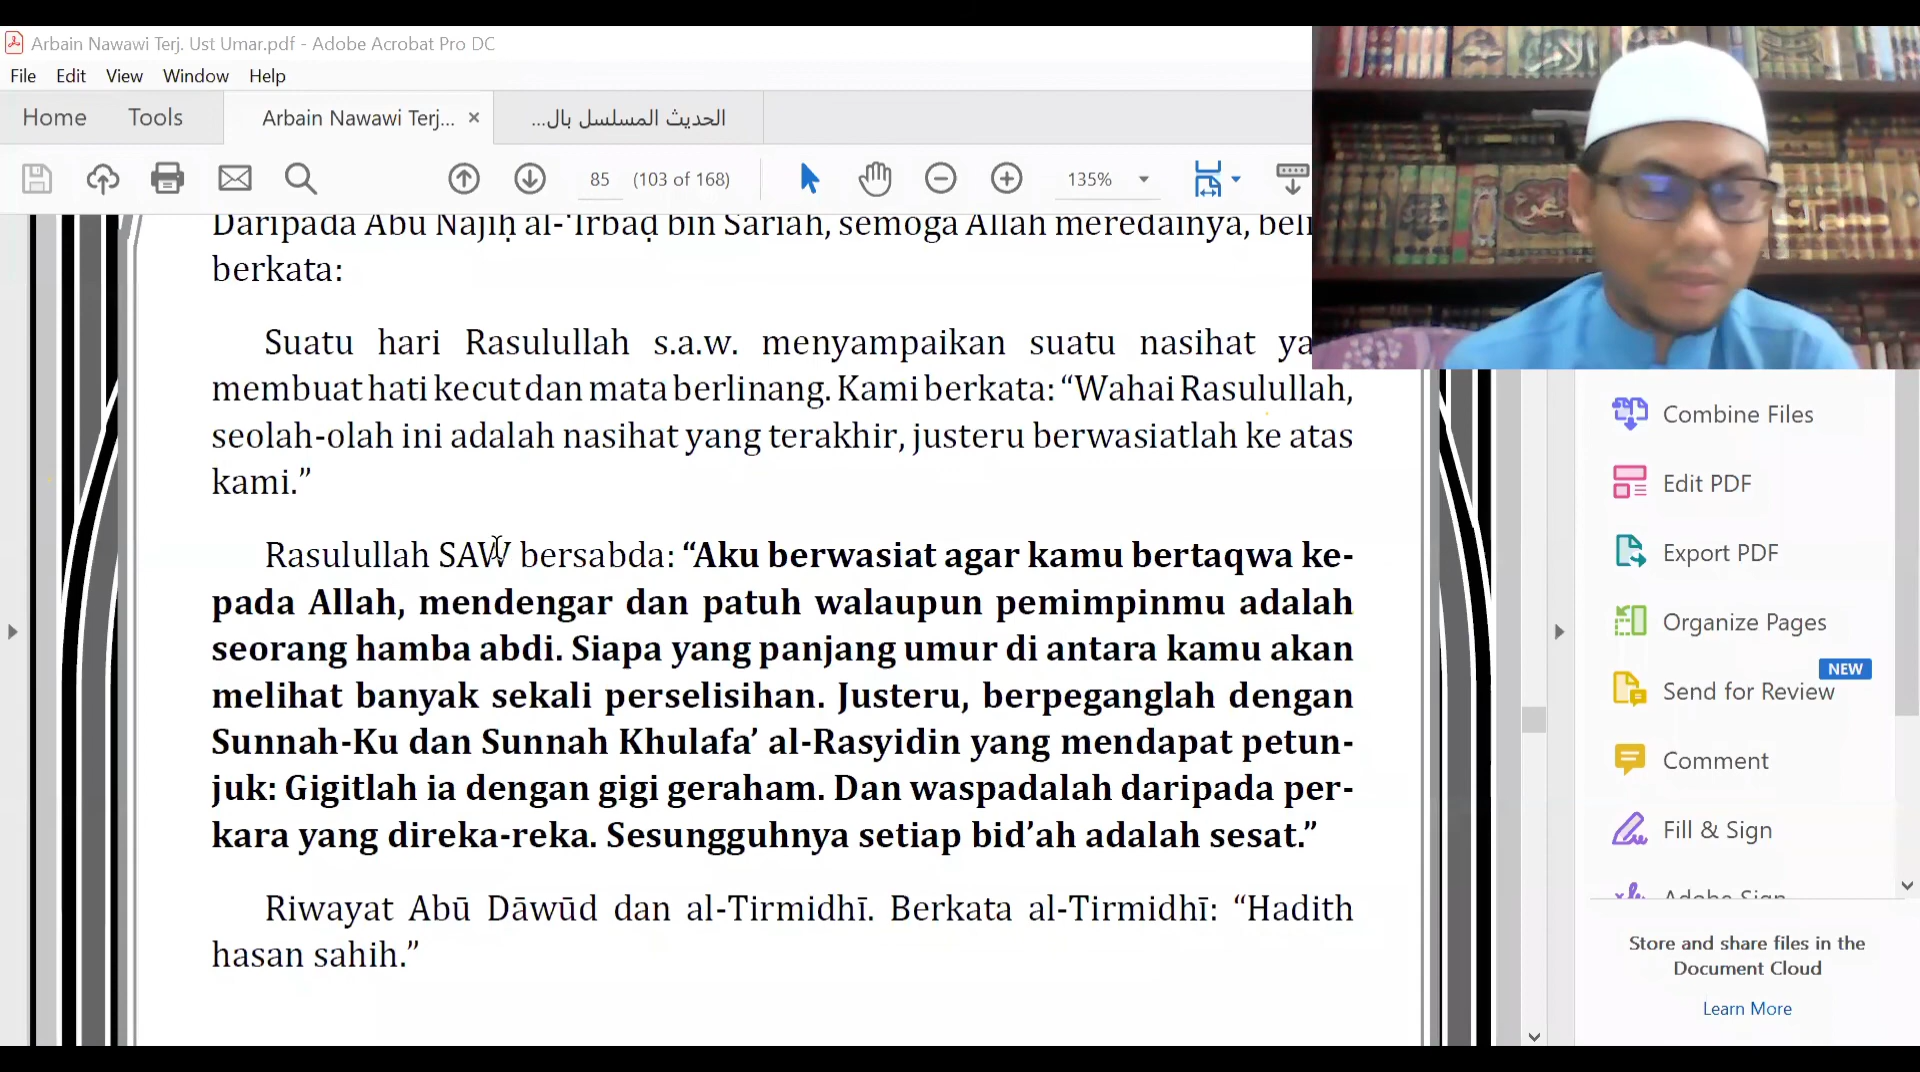 Arbain Nawawi Terj. Ust Umar.pdf - Adobe Acrobat Pro DC
File Edit View Window Help
Home Tools Arbain Nawawi Terj... × الحديث المسلسل بال...
85 (103 of 168) 135%
Daripada Abu Najiḥ al-‘Irbaḍ bin Sariah, semoga Allah meredainya,
berkata:
Suatu hari Rasulullah s.a.w. menyampaikan suatu nasihat
membuat hati kecut dan mata berlinang. Kami berkata: “Wahai Rasulullah,
seolah-olah ini adalah nasihat yang terakhir, justeru berwasiatlah ke atas
kami.”
Rasulullah SAW bersabda: “Aku berwasiat agar kamu bertaqwa ke-
pada Allah, mendengar dan patuh walaupun pemimpinmu adalah
seorang hamba abdi. Siapa yang panjang umur di antara kamu akan
melihat banyak sekali perselisihan. Justeru, berpeganglah dengan
Sunnah-Ku dan Sunnah Khulafa’ al-Rasyidin yang mendapat petun-
juk: Gigitlah ia dengan gigi geraham. Dan waspadalah daripada per-
kara yang direka-reka. Sesungguhnya setiap bid’ah adalah sesat.”
Riwayat Abū Dāwūd dan al-Tirmidhī. Berkata al-Tirmidhī: “Hadith
hasan sahih.”
Combine Files
Edit PDF
Export PDF
Organize Pages
NEW
Send for Review
Comment
Fill & Sign
Adobe Sign
Store and share files in the
Document Cloud
Learn More